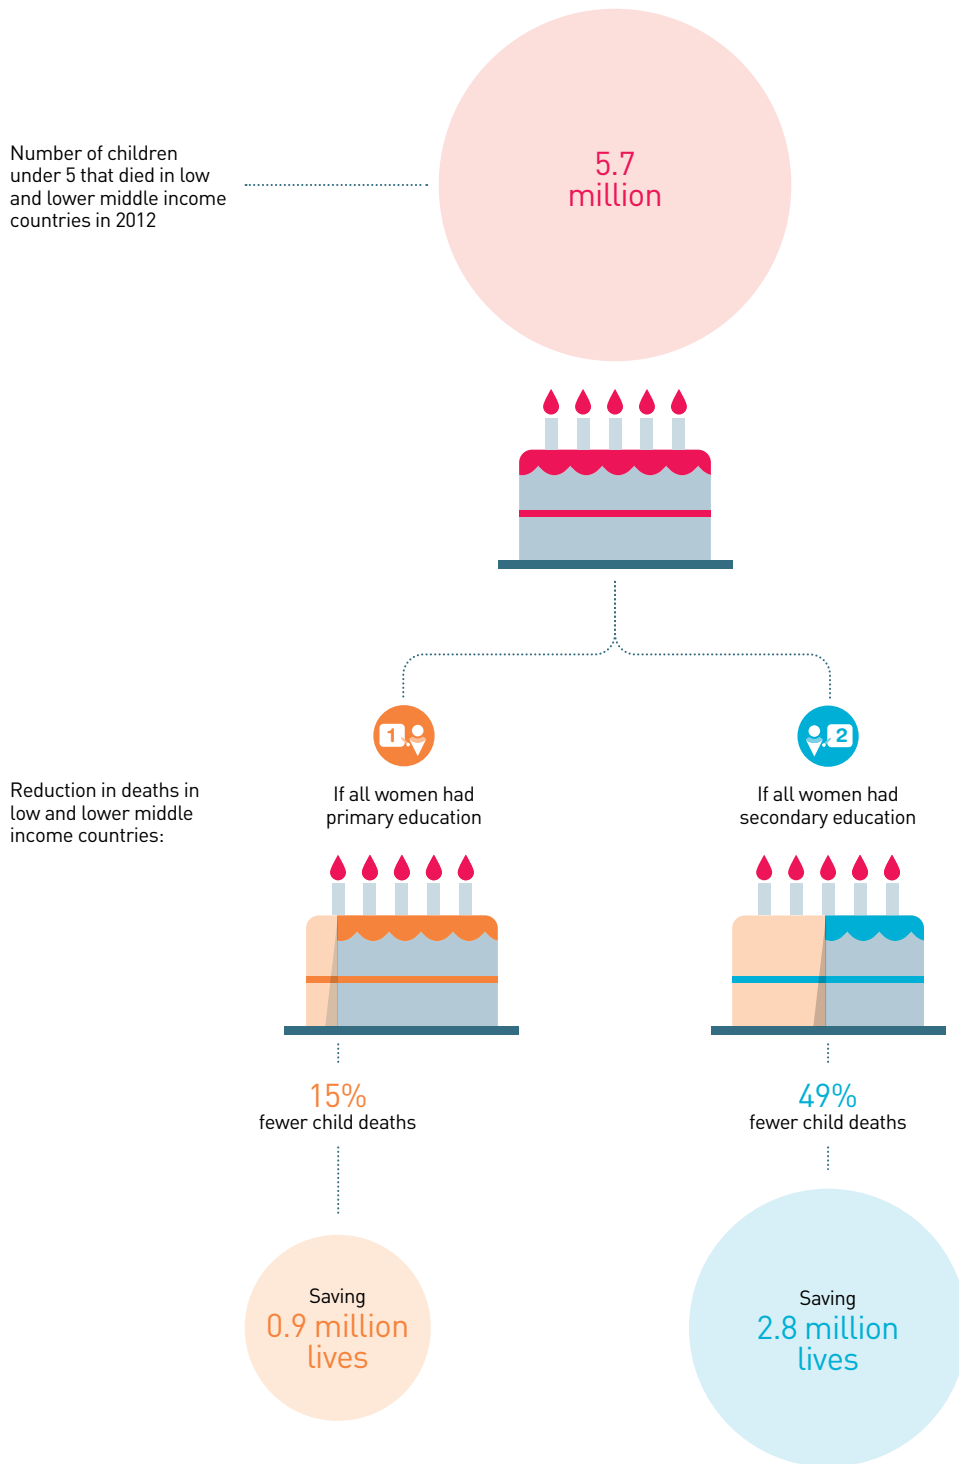 Number of children
under 5 that died in low
and lower middle income
countries in 2012
5.7
million
1
2
Reduction in deaths in
low and lower middle
income countries:
If all women had
primary education
If all women had
secondary education
15%
fewer child deaths
49%
fewer child deaths
Saving
0.9 million
lives
Saving
2.8 million
lives